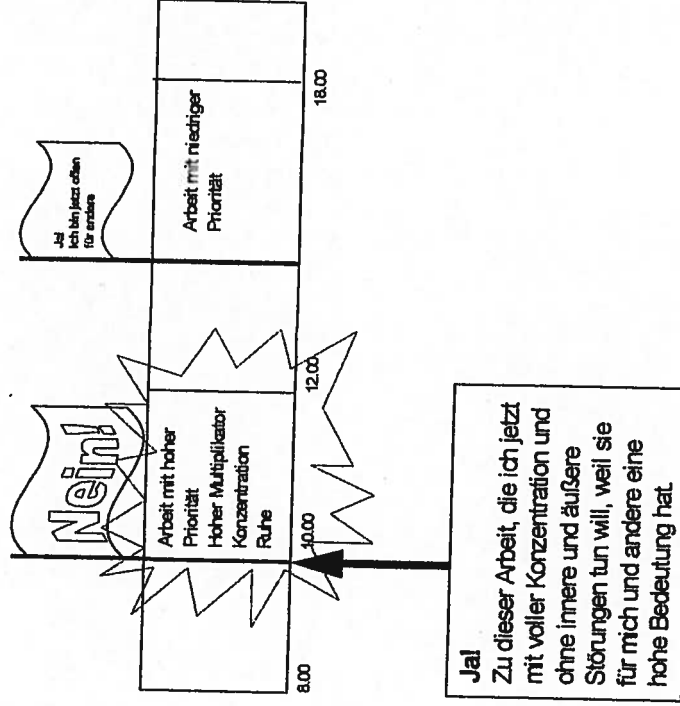 Nein!
Ja!
Ich bin jetzt offen
für andere
Arbeit mit hoher
Priorität
Hoher Multiplikator
Konzentration
Ruhe
Arbeit mit niedriger
Priorität
8.00
10.00
12.00
18.00
Ja!
Zu dieser Arbeit, die ich jetzt
mit voller Konzentration und
ohne innere und äußere
Störungen tun will, weil sie
für mich und andere eine
hohe Bedeutung hat.